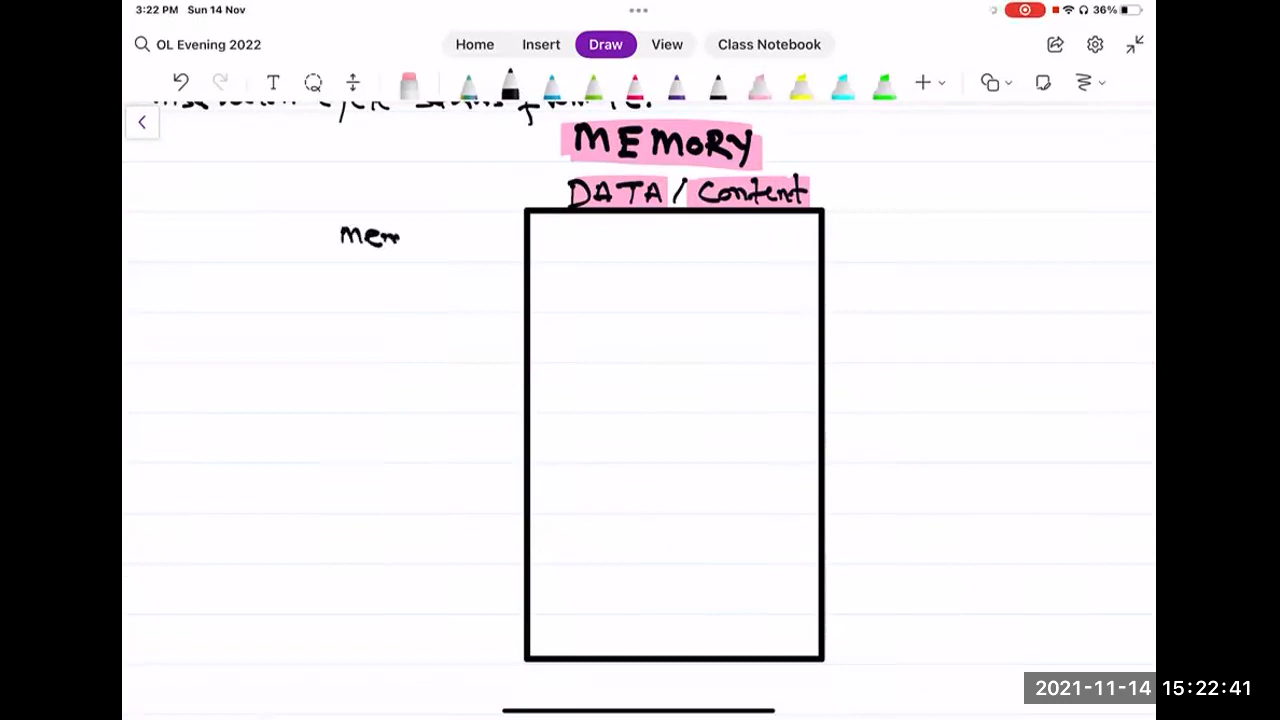 3:22 PM Sun 14 Nov
36%
OL Evening 2022
Home Insert Draw View Class Notebook
MEMORY
DATA / Content
mem
2021-11-14 15:22:41